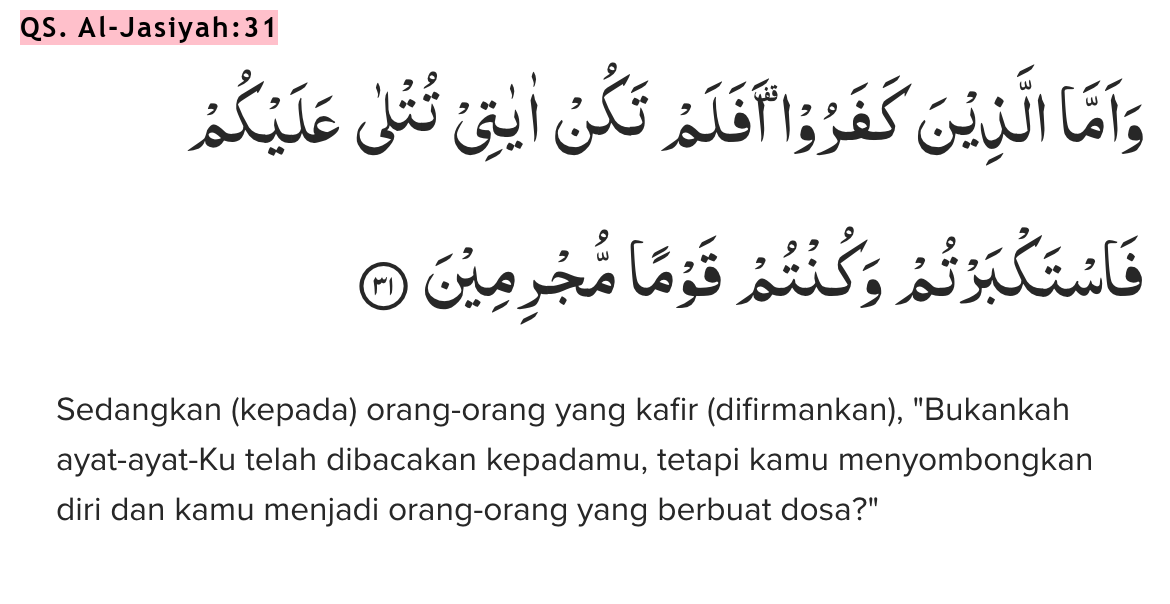 QS. Al-Jasiyah:31
وَاَمَّا الَّذِيْنَ كَفَرُوْاۗ اَفَلَمْ تَكُنْ اٰيٰتِيْ تُتْلٰى عَلَيْكُمْ
فَاسْتَكْبَرْتُمْ وَكُنْتُمْ قَوْمًا مُّجْرِمِيْنَ ٣١
Sedangkan (kepada) orang-orang yang kafir (difirmankan), "Bukankah
ayat-ayat-Ku telah dibacakan kepadamu, tetapi kamu menyombongkan
diri dan kamu menjadi orang-orang yang berbuat dosa?"